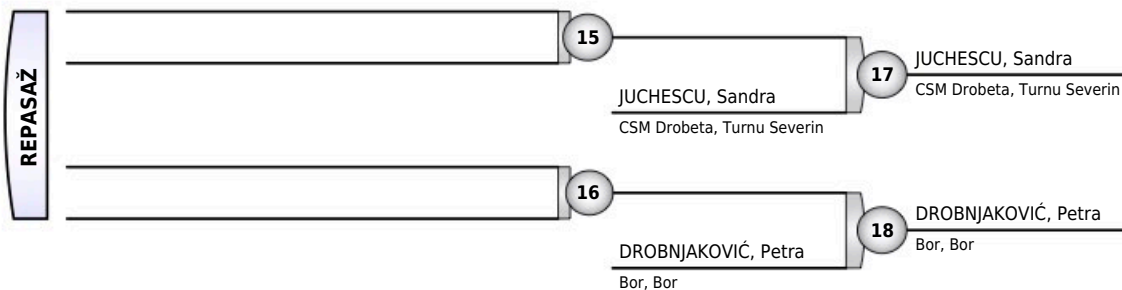 REPASAŽ
15
JUCHESCU, Sandra
CSM Drobeta, Turnu Severin
17
JUCHESCU, Sandra
CSM Drobeta, Turnu Severin
16
DROBNJAKOVIĆ, Petra
Bor, Bor
18
DROBNJAKOVIĆ, Petra
Bor, Bor